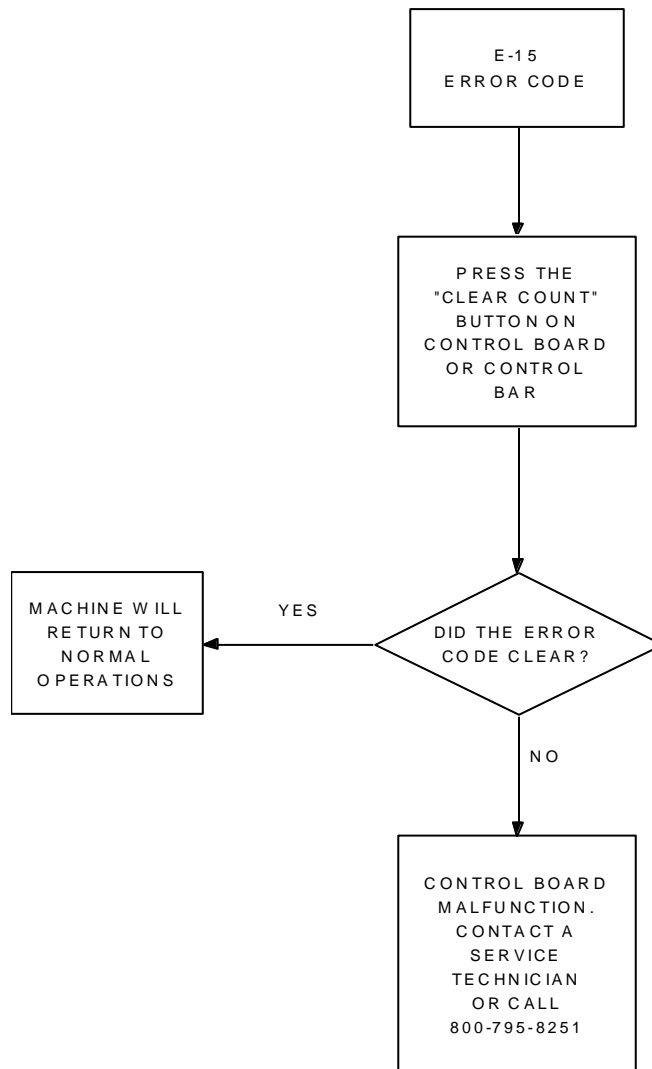 E-15
ERROR CODE
PRESS THE
"CLEAR COUNT"
BUTTON ON
CONTROL BOARD
OR CONTROL
BAR
DID THE ERROR
CODE CLEAR?
YES
MACHINE WILL
RETURN TO
NORMAL
OPERATIONS
NO
CONTROL BOARD
MALFUNCTION.
CONTACT A
SERVICE
TECHNICIAN
OR CALL
800-795-8251